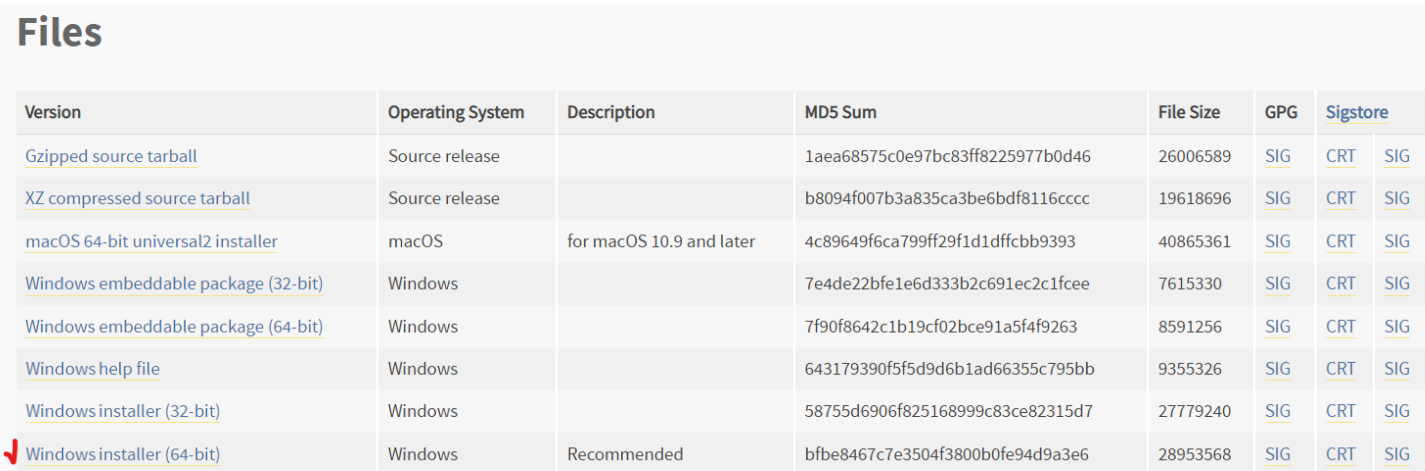 Files
Version Operating System Description MD5 Sum File Size GPG Sigstore
Gzipped source tarball Source release 1aea68575c0e97bc83ff8225977b0d46 26006589 SIG CRT SIG
XZ compressed source tarball Source release b8094f007b3a835ca3be6bdf8116cccc 19618696 SIG CRT SIG
macOS 64-bit universal2 installer macOS for macOS 10.9 and later 4c89649f6ca799ff29f1d1dffcbb9393 40865361 SIG CRT SIG
Windows embeddable package (32-bit) Windows 7e4de22bfe1e6d333b2c691ec2c1fcee 7615330 SIG CRT SIG
Windows embeddable package (64-bit) Windows 7f90f8642c1b19cf02bce91a5f4f9263 8591256 SIG CRT SIG
Windows help file Windows 643179390f5f5d9d6b1ad66355c795bb 9355326 SIG CRT SIG
Windows installer (32-bit) Windows 58755d6906f825168999c83ce82315d7 27779240 SIG CRT SIG
Windows installer (64-bit) Windows Recommended bfbe8467c7e3504f3800b0fe94d9a3e6 28953568 SIG CRT SIG